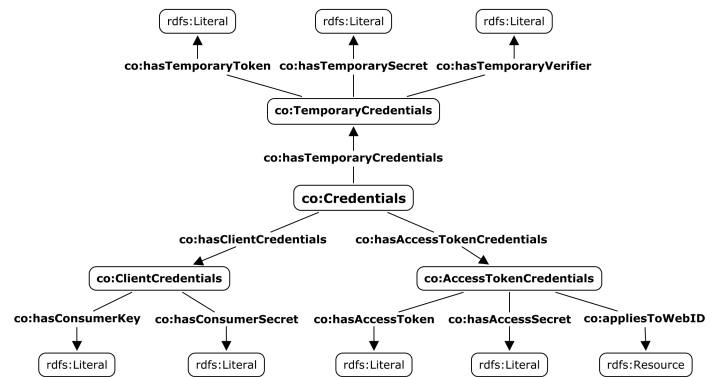 rdfs:Literal rdfs:Literal rdfs:Literal
co:hasTemporaryToken co:hasTemporarySecret co:hasTemporaryVerifier
co:TemporaryCredentials
co:hasTemporaryCredentials
co:Credentials
co:hasClientCredentials co:hasAccessTokenCredentials
co:ClientCredentials co:AccessTokenCredentials
co:hasConsumerKey co:hasConsumerSecret co:hasAccessToken co:hasAccessSecret co:appliesToWebID
rdfs:Literal rdfs:Literal rdfs:Literal rdfs:Literal rdfs:Resource